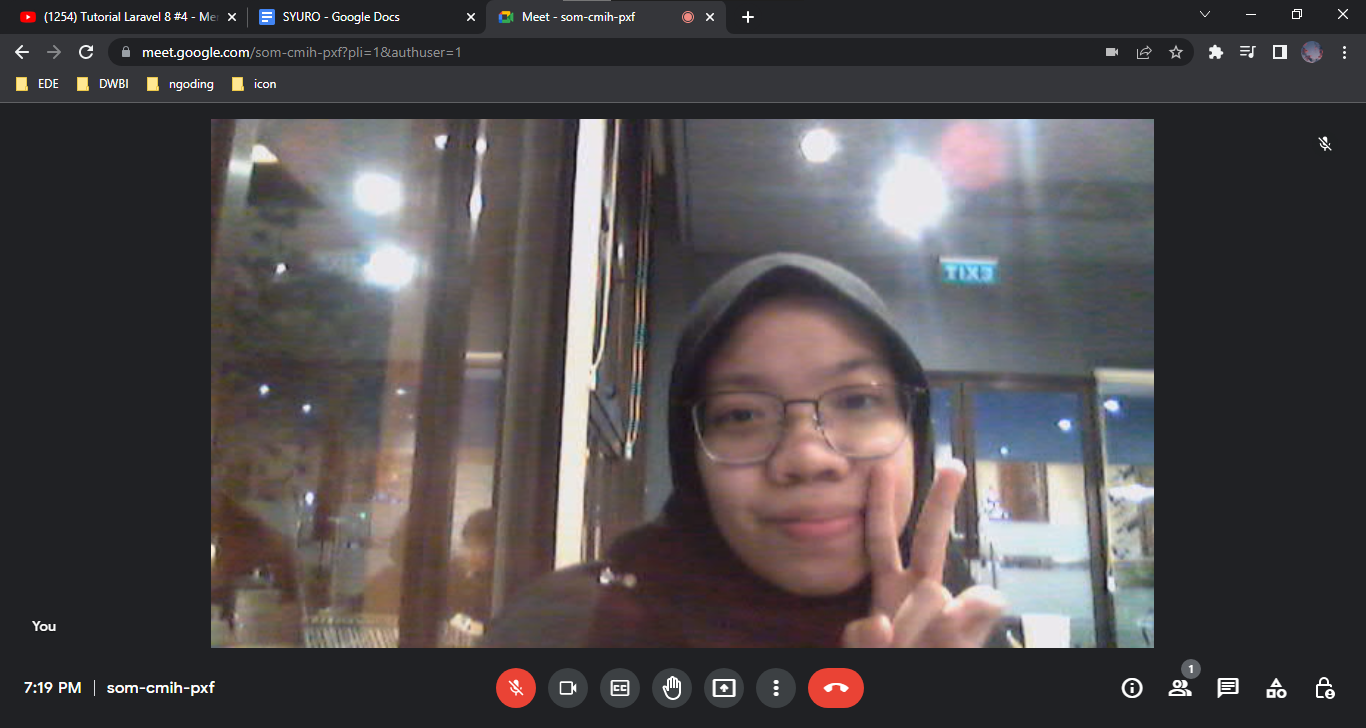 (1254) Tutorial Laravel 8 #4 - Me
SYURO - Google Docs
Meet - som-cmih-pxf
meet.google.com/som-cmih-pxf?pli=1&authuser=1
EDE
DWBI
ngoding
icon
EXIT
You
7:19 PM | som-cmih-pxf
CC
1